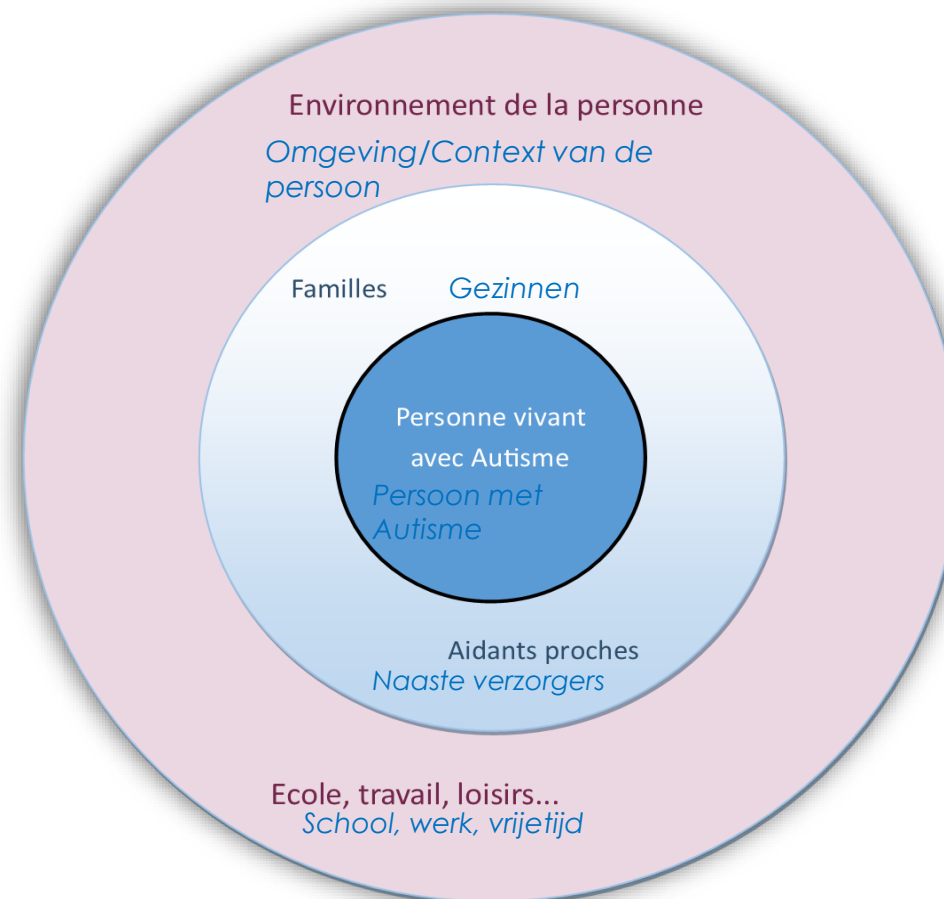 Environnement de la personne
Omgeving/Context van de
persoon
Familles Gezinnen
Personne vivant
avec Autisme
Persoon met
Autisme
Aidants proches
Naaste verzorgers
Ecole, travail, loisirs...
School, werk, vrijetijd